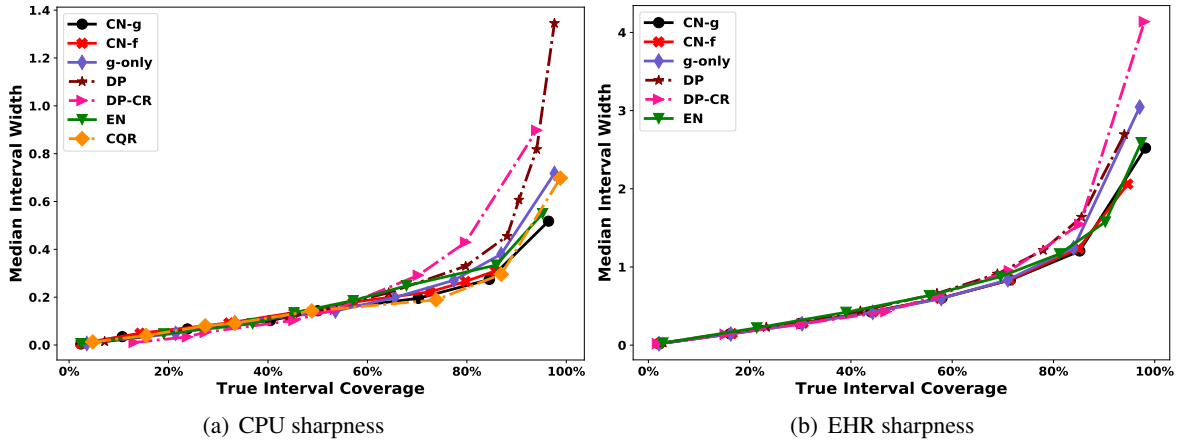 1.4
1.2
1.0
0.8
0.6
0.4
0.2
0.0
Median Interval Width
CN-g
CN-f
g-only
DP
DP-CR
EN
CQR
0% 20% 40% 60% 80% 100%
True Interval Coverage
(a) CPU sharpness
4
3
2
1
0
Median Interval Width
CN-g
CN-f
g-only
DP
DP-CR
EN
0% 20% 40% 60% 80% 100%
True Interval Coverage
(b) EHR sharpness